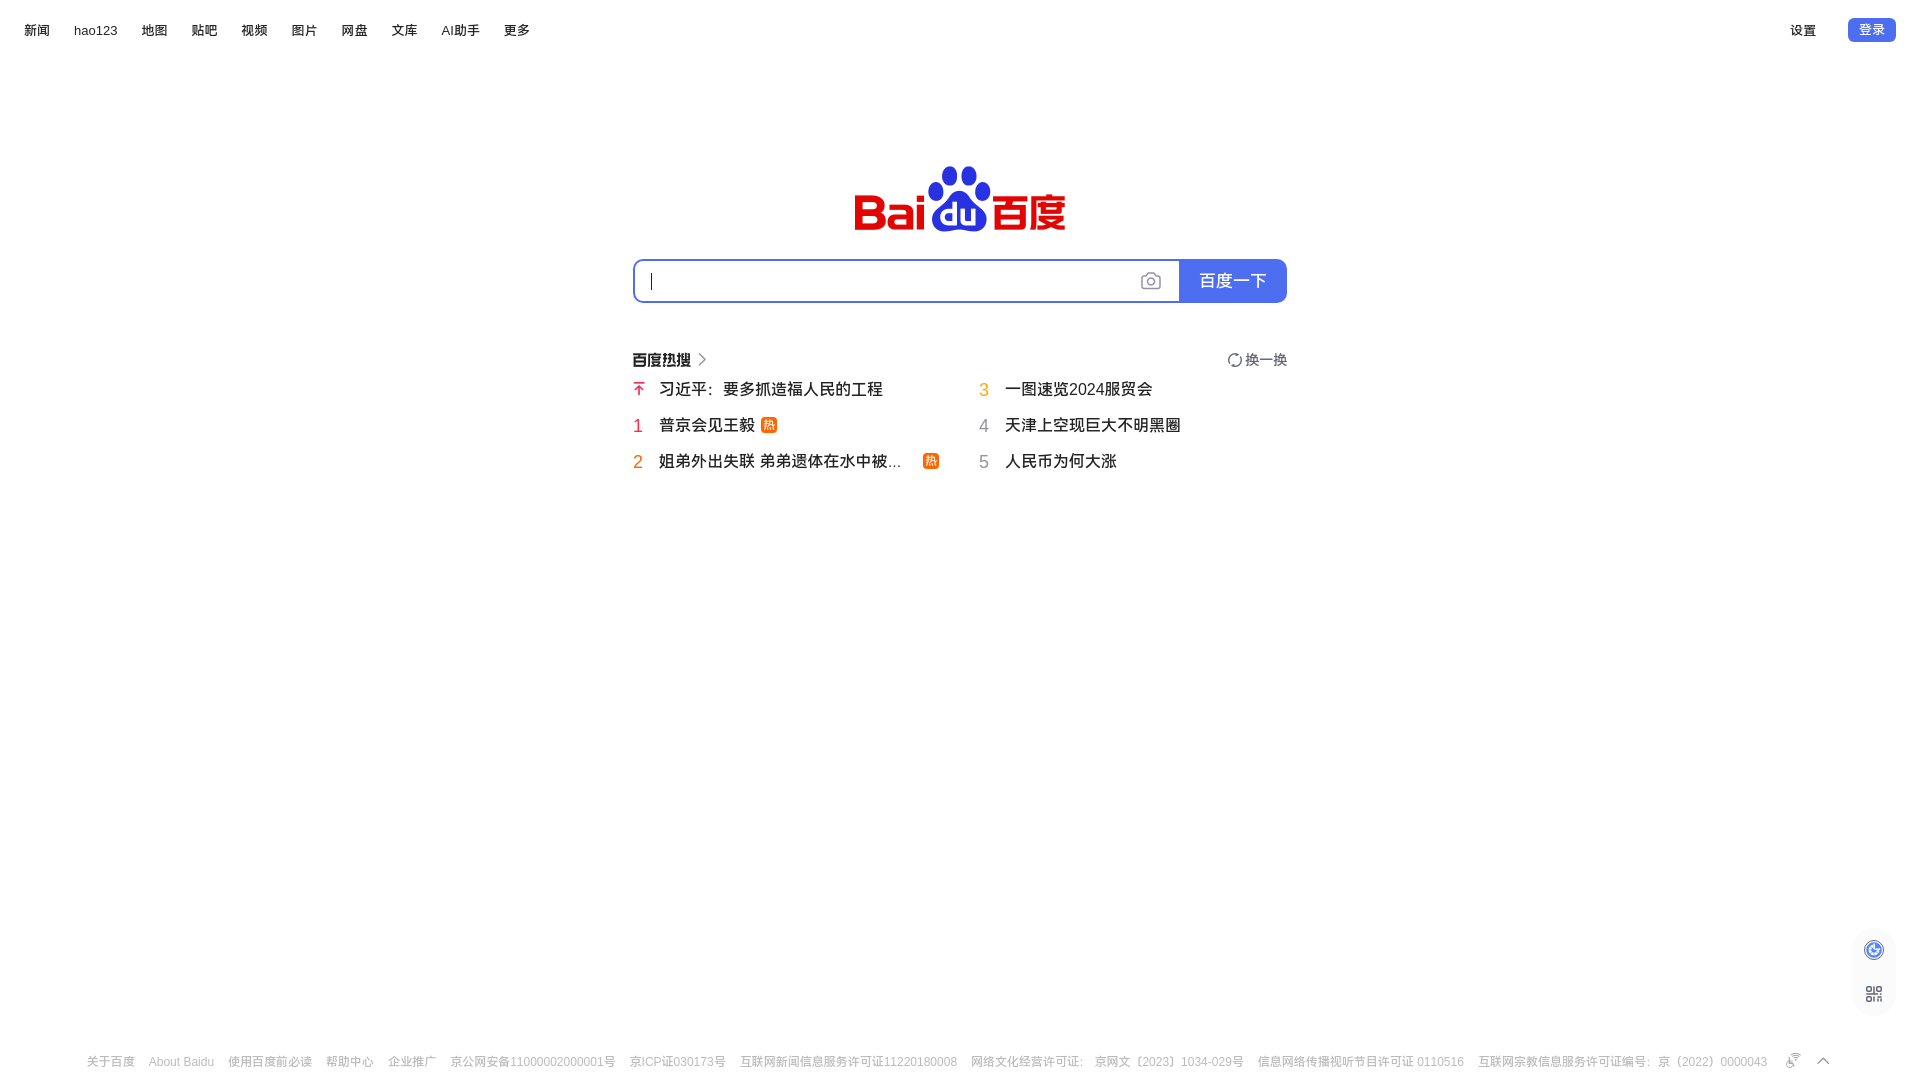 新闻 hao123 地图 贴吧 视频 图片 网盘 文库 AI助手 更多 设置 登录
Bai du 百度
百度一下
百度热搜 换一换
习近平：要多抓造福人民的工程
1 普京会见王毅 热
2 姐弟外出失联 弟弟遗体在水中被... 热
3 一图速览2024服贸会
4 天津上空现巨大不明黑圈
5 人民币为何大涨
关于百度 About Baidu 使用百度前必读 帮助中心 企业推广 京公网安备11000002000001号 京ICP证030173号 互联网新闻信息服务许可证11220180008 网络文化经营许可证： 京网文〔2023〕1034-029号 信息网络传播视听节目许可证 0110516 互联网宗教信息服务许可证编号：京（2022）0000043